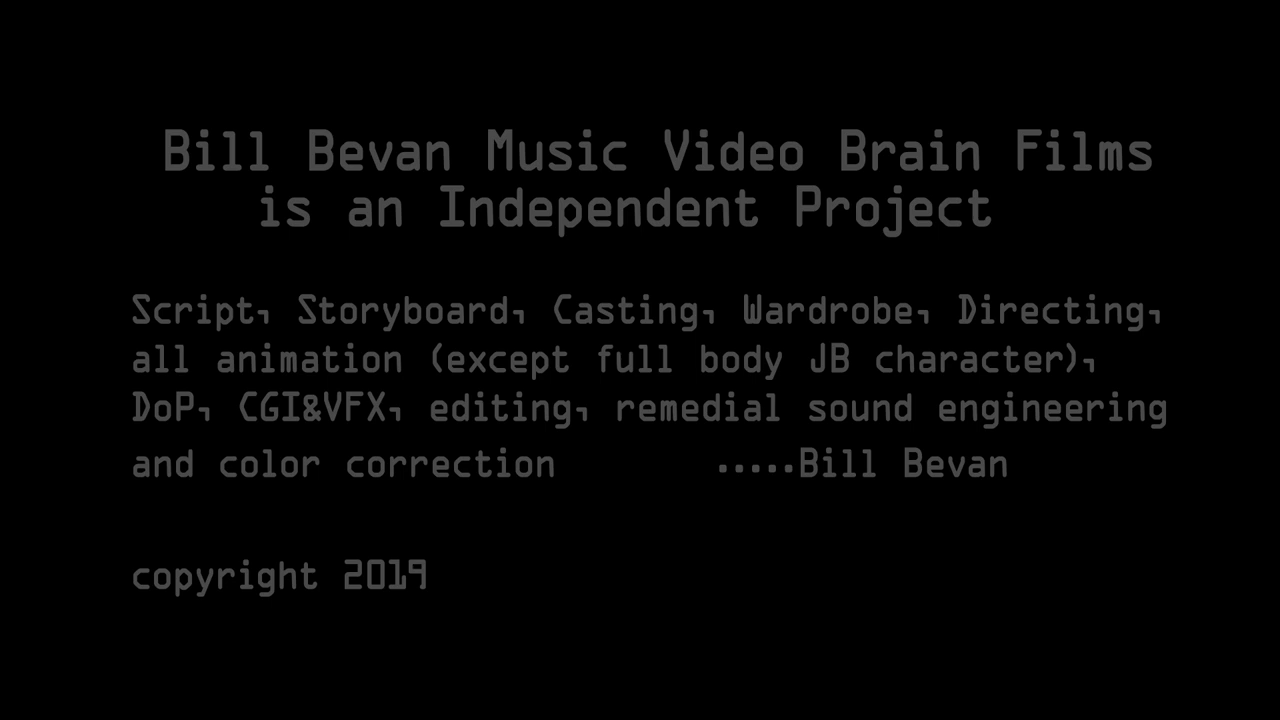 Bill Bevan Music Video Brain Films
is an Independent Project
Script, Storyboard, Casting, Wardrobe, Directing,
all animation (except full body JB character),
DoP, CGI&VFX, editing, remedial sound engineering
and color correction .....Bill Bevan
copyright 2019